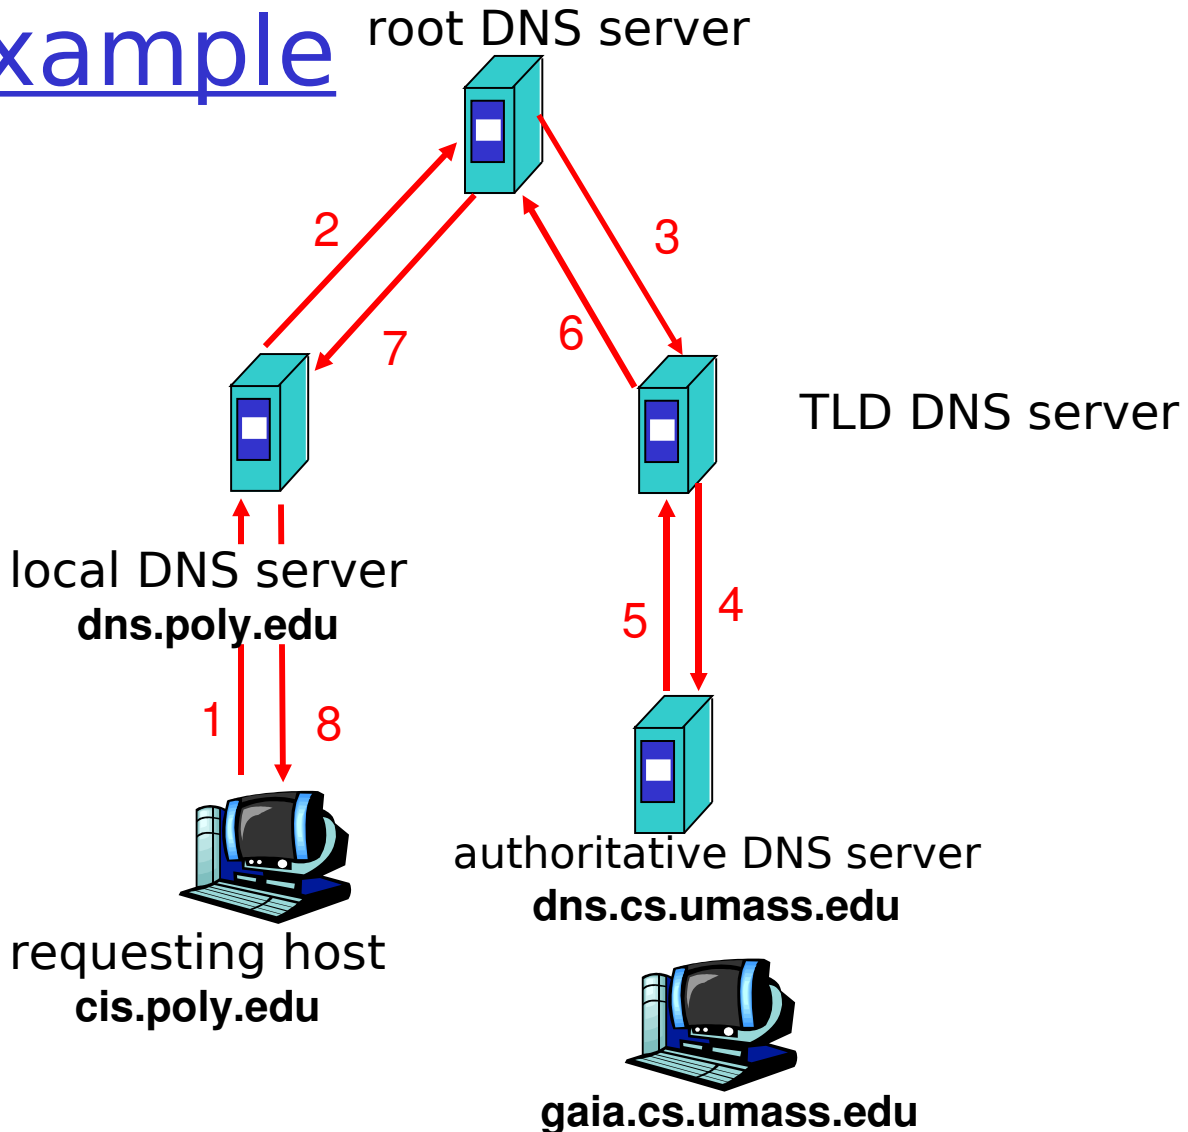 xample
root DNS server
2
3
7
6
TLD DNS server
local DNS server
dns.poly.edu
5
4
1
8
authoritative DNS server
dns.cs.umass.edu
requesting host
cis.poly.edu
gaia.cs.umass.edu